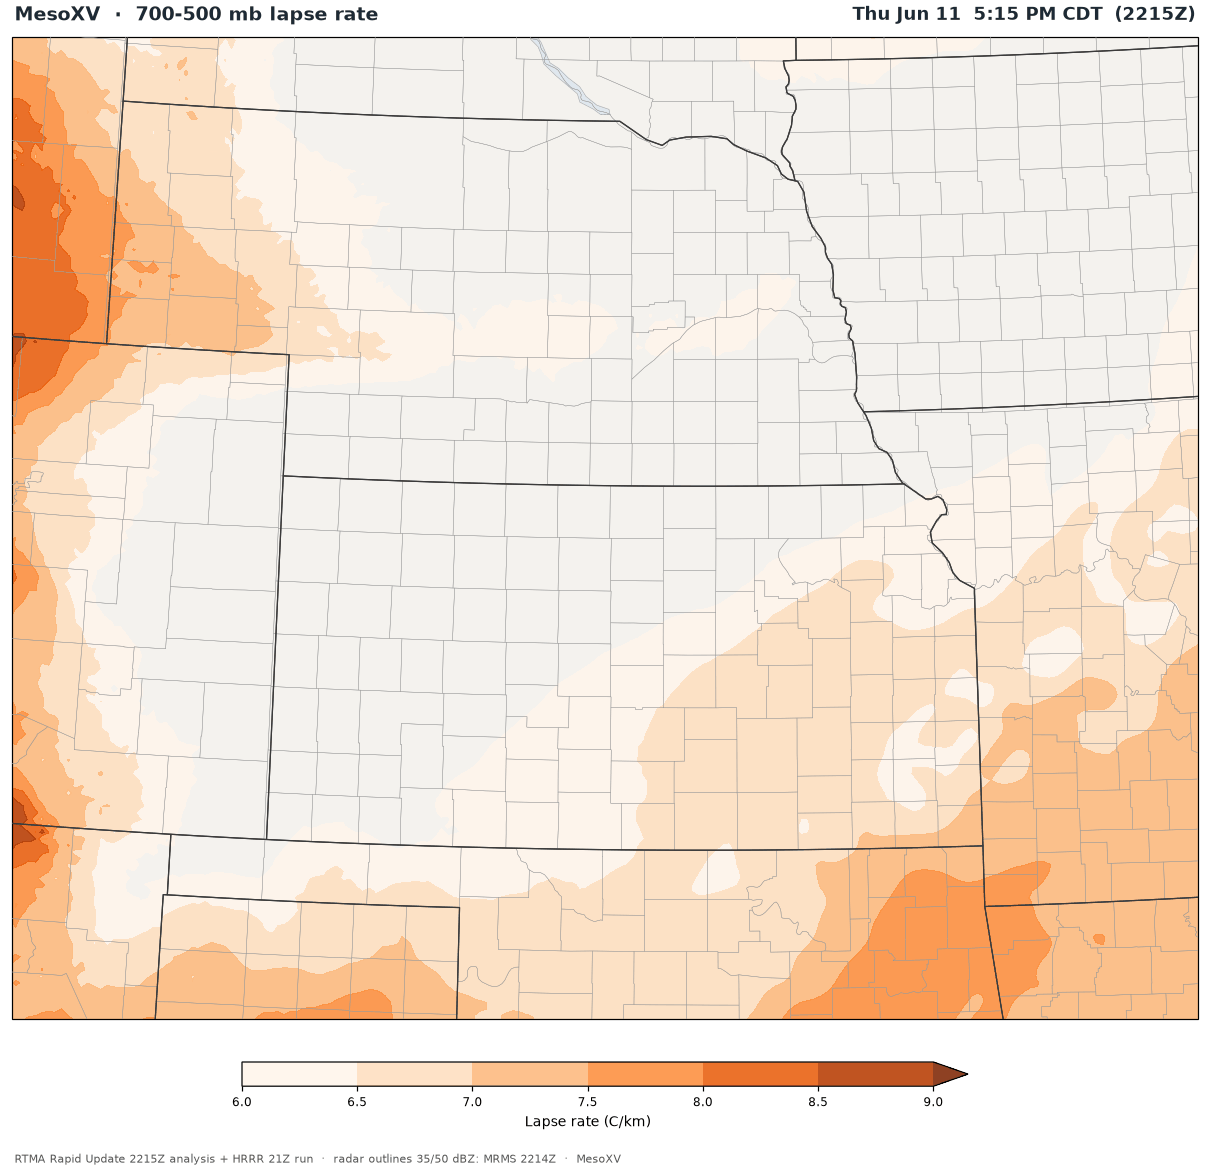 MesoXV · 700-500 mb lapse rate
Thu Jun 11 5:15 PM CDT (2215Z)
6.0 6.5 7.0 7.5 8.0 8.5 9.0
Lapse rate (C/km)
RTMA Rapid Update 2215Z analysis + HRRR 21Z run · radar outlines 35/50 dBZ: MRMS 2214Z · MesoXV